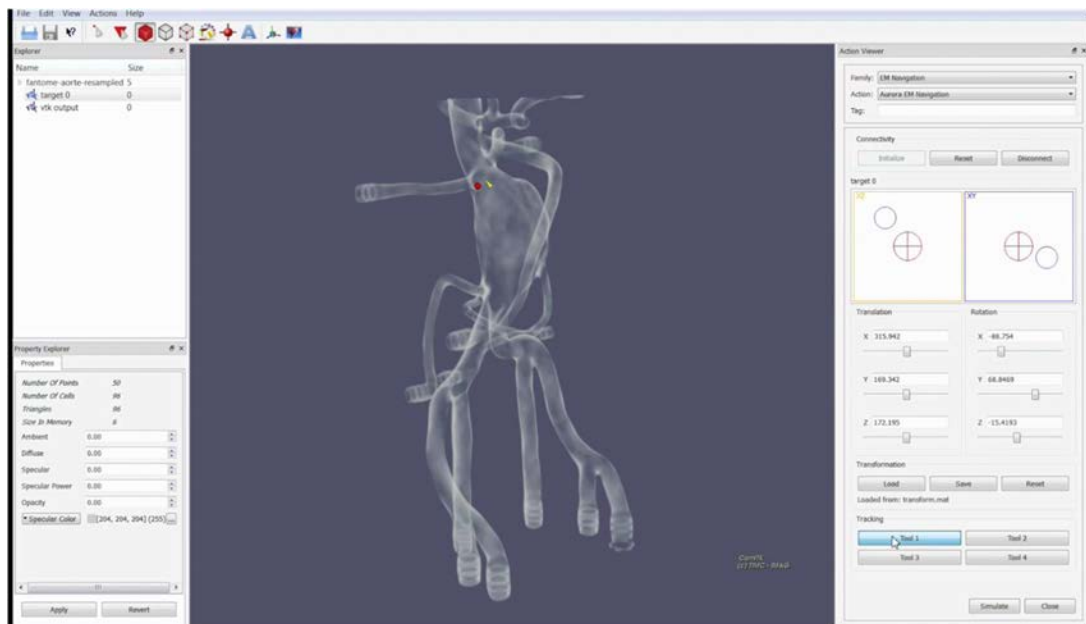 File Edit View Actions Help
Explorer
Name Size
fantome-aorte-resampled 5
target 0 0
vtk output 0
Property Explorer
Properties
Number Of Points 50
Number Of Cells 96
Triangles 96
Size In Memory 6
Ambient 0.00
Diffuse 0.00
Specular 0.00
Specular Power 0.00
Opacity 0.00
Specular Color [204, 204, 204] (255) ...
Apply Revert
(c) TIMC - IMAG
Action Viewer
Family: EM Navigation
Action: Aurora EM Navigation
Tag:
Connectivity
Initialize Reset Disconnect
target 0
XZ XY
Translation Rotation
X 315.942 X -88.754
Y 169.342 Y 68.8469
Z 172.195 Z -15.4193
Transformation
Load Save Reset
Loaded from: transform.mat
Tracking
Tool 1 Tool 2
Tool 3 Tool 4
Simulate Close